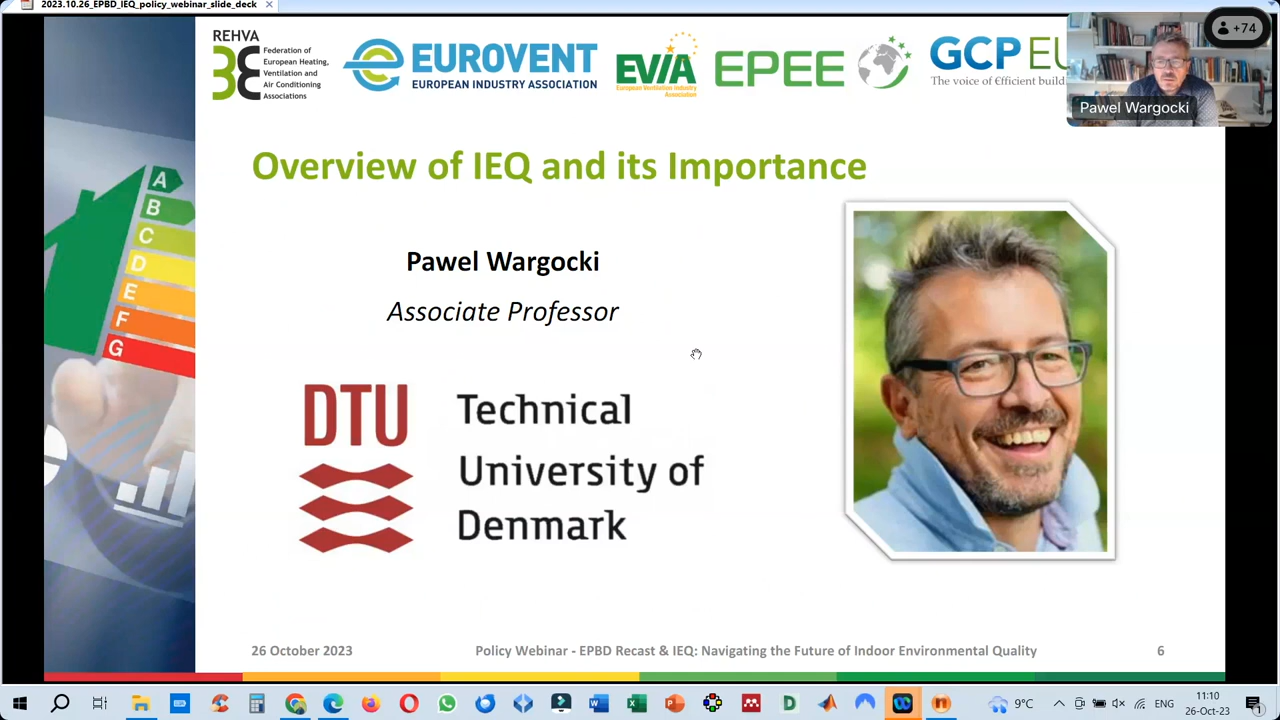 2023.10.26_EPBD_IEQ_policy_webinar_slide_deck
REHVA
Federation of
European Heating,
Ventilation and
Air Conditioning
Associations
EUROVENT
EUROPEAN INDUSTRY ASSOCIATION
EVIA
European Ventilation Industry
Association
EPEE
GCP EU
The voice of €fficient build
+74
Pawel Wargocki
Overview of IEQ and its Importance
Pawel Wargocki
Associate Professor
DTU
Technical
University of
Denmark
A
B
C
D
E
F
G
26 October 2023
Policy Webinar - EPBD Recast & IEQ: Navigating the Future of Indoor Environmental Quality
6
9°C
ENG
11:10
26-Oct-23
1